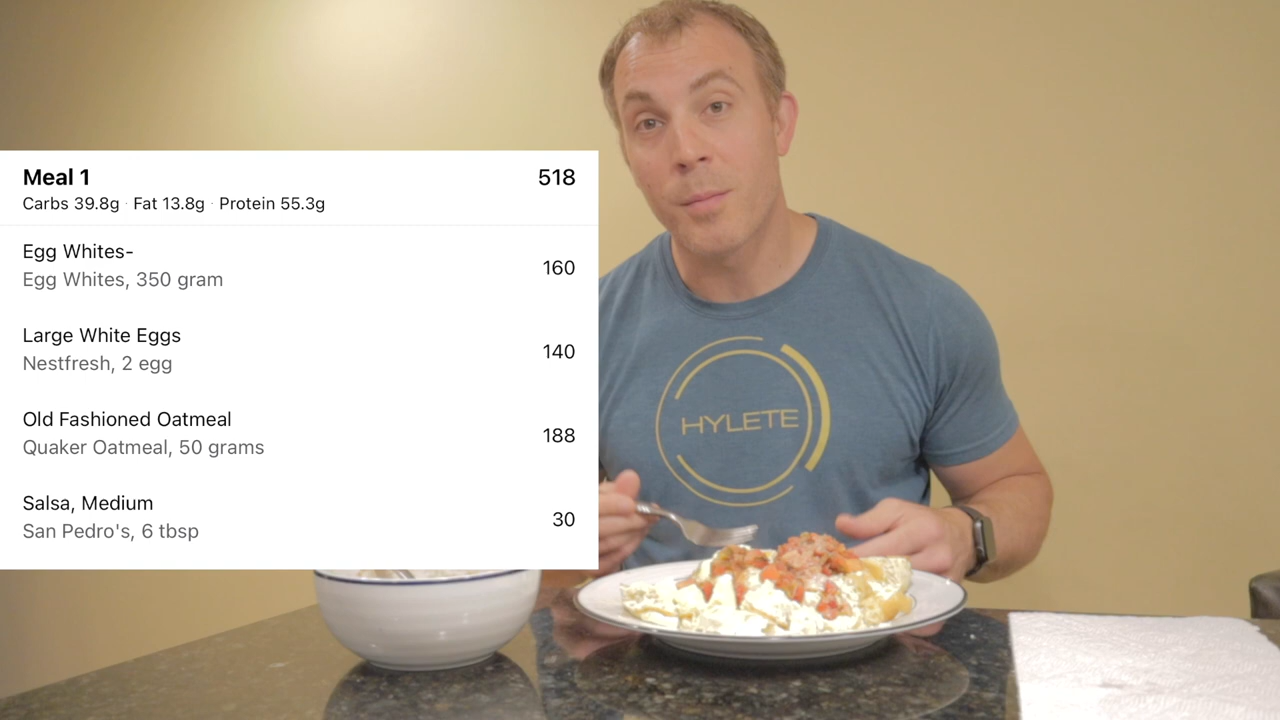 Meal 1
518
Carbs 39.8g · Fat 13.8g · Protein 55.3g
Egg Whites-
Egg Whites, 350 gram
160
Large White Eggs
Nestfresh, 2 egg
140
Old Fashioned Oatmeal
Quaker Oatmeal, 50 grams
188
Salsa, Medium
San Pedro's, 6 tbsp
30
HYLETE